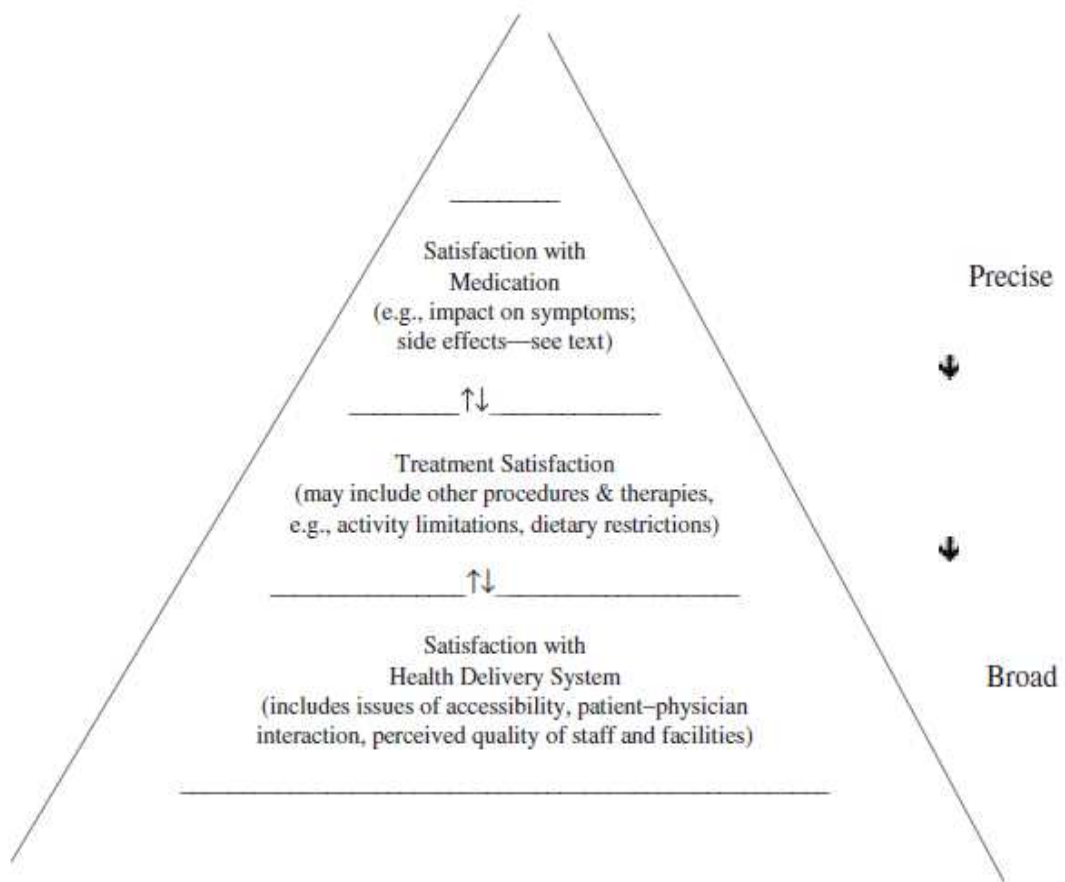 Satisfaction with
Medication
(e.g., impact on symptoms;
side effects—see text)
Precise
↑↓
Treatment Satisfaction
(may include other procedures & therapies,
e.g., activity limitations, dietary restrictions)
↑↓
Satisfaction with
Health Delivery System
(includes issues of accessibility, patient–physician
interaction, perceived quality of staff and facilities)
Broad